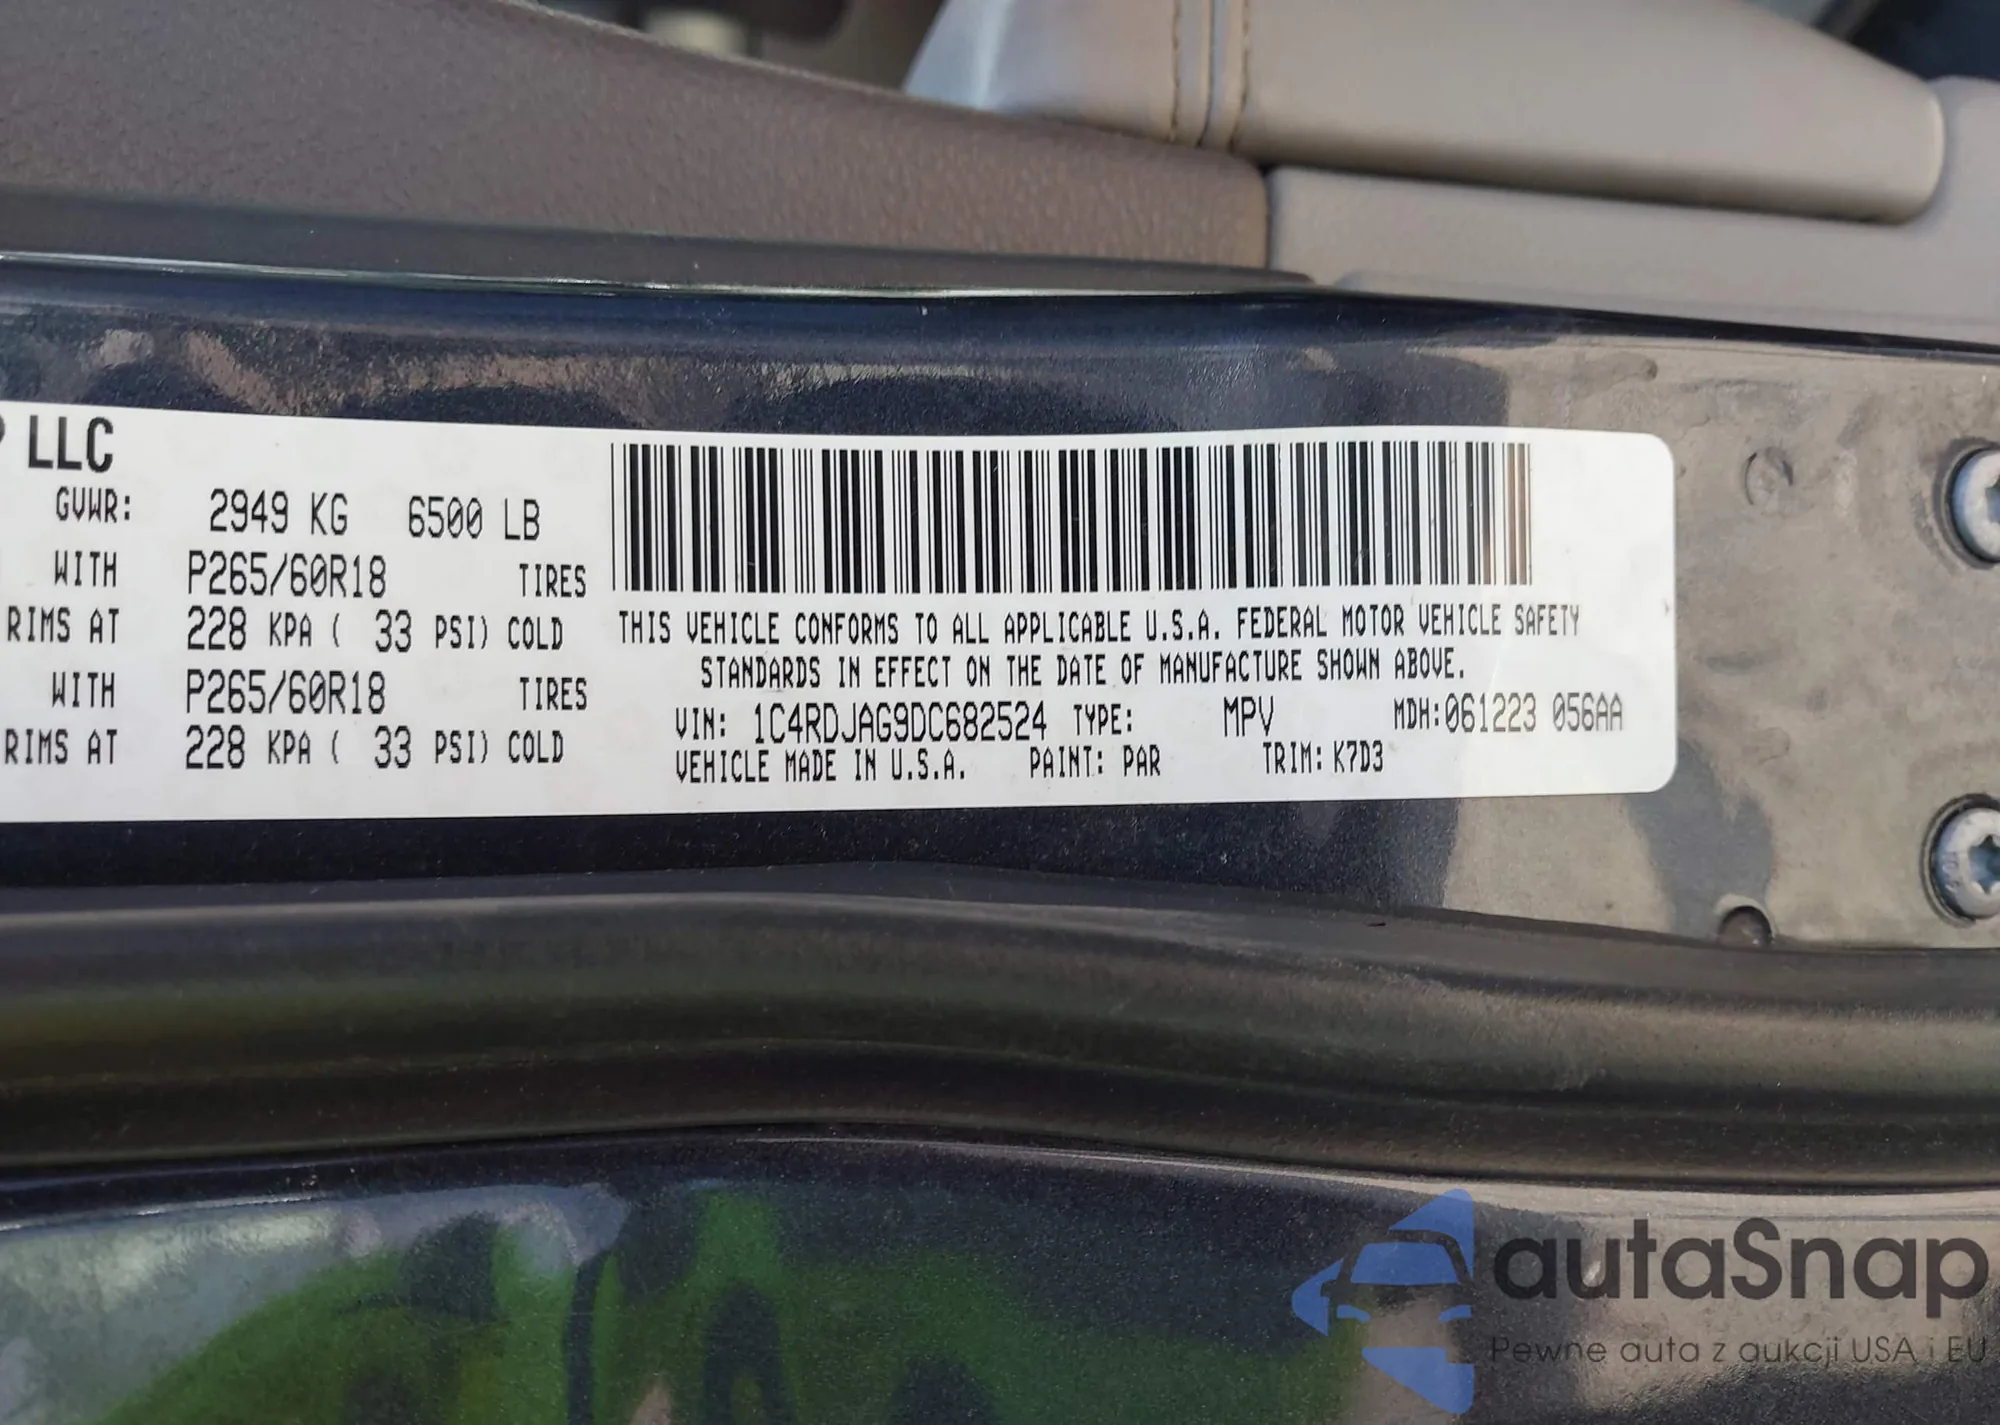 LLC
GVWR: 2949 KG 6500 LB
WITH P265/60R18 TIRES
RIMS AT 228 KPA ( 33 PSI) COLD
WITH P265/60R18 TIRES
RIMS AT 228 KPA ( 33 PSI) COLD
THIS VEHICLE CONFORMS TO ALL APPLICABLE U.S.A. FEDERAL MOTOR VEHICLE SAFETY
STANDARDS IN EFFECT ON THE DATE OF MANUFACTURE SHOWN ABOVE.
VIN: 1C4RDJAG9DC682524 TYPE: MPV MDH:061223 056AA
VEHICLE MADE IN U.S.A. PAINT: PAR TRIM: K7D3
autaSnap
Pewne auta z aukcji USA i EU